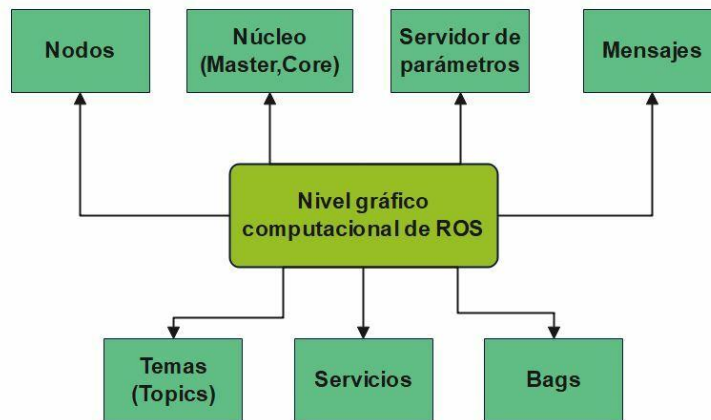 Nodos
Núcleo
(Master,Core)
Servidor de
parámetros
Mensajes
Nivel gráfico
computacional de ROS
Temas
(Topics)
Servicios
Bags